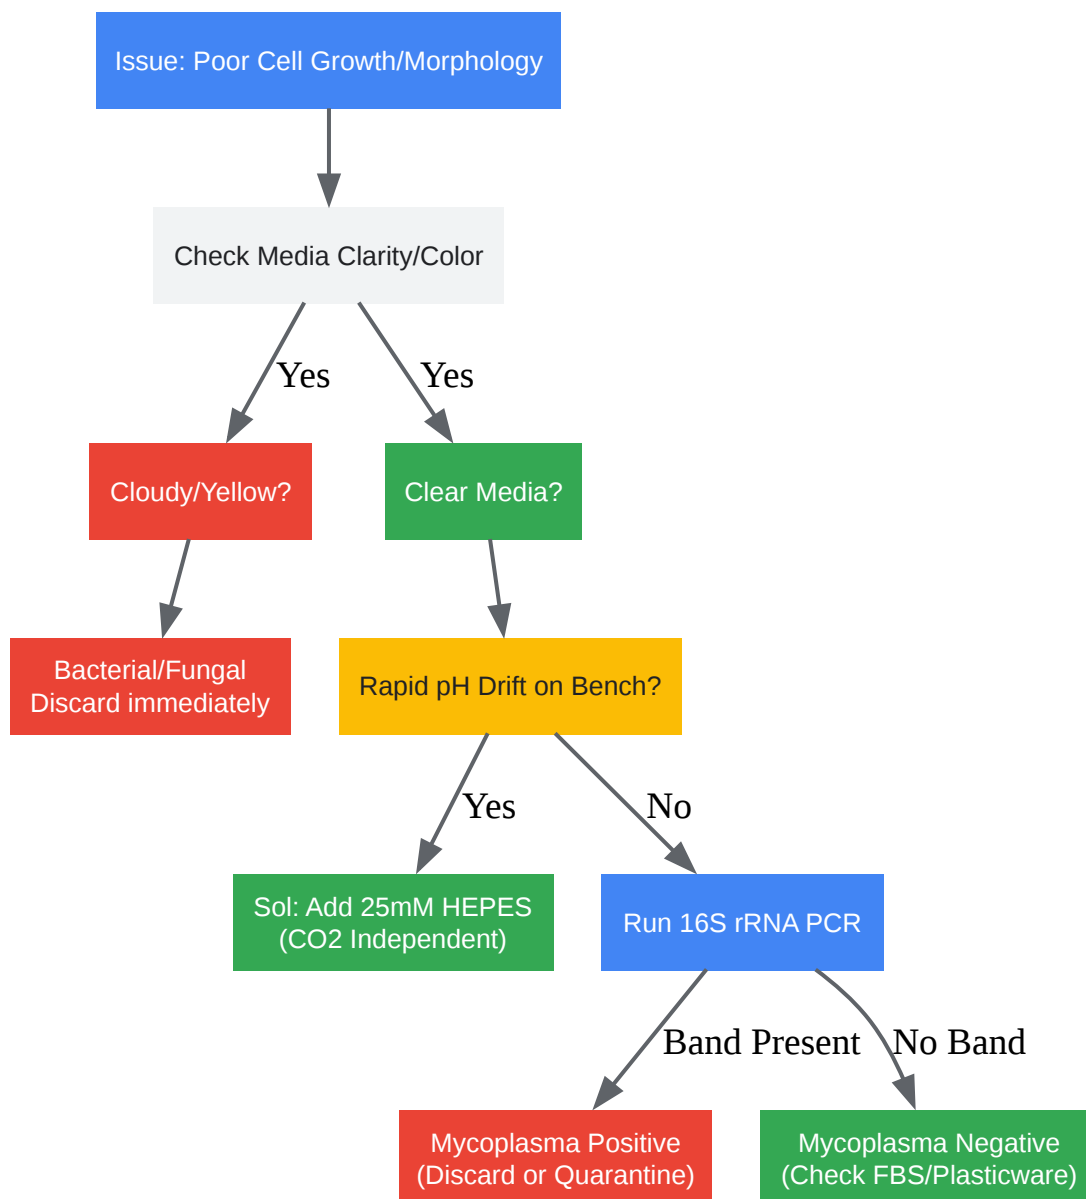 Issue: Poor Cell Growth/Morphology
Check Media Clarity/Color
Yes
Yes
Cloudy/Yellow?
Clear Media?
Bacterial/Fungal
Discard immediately
Rapid pH Drift on Bench?
Yes
No
Sol: Add 25mM HEPES
(CO2 Independent)
Run 16S rRNA PCR
Band Present
No Band
Mycoplasma Positive
(Discard or Quarantine)
Mycoplasma Negative
(Check FBS/Plasticware)